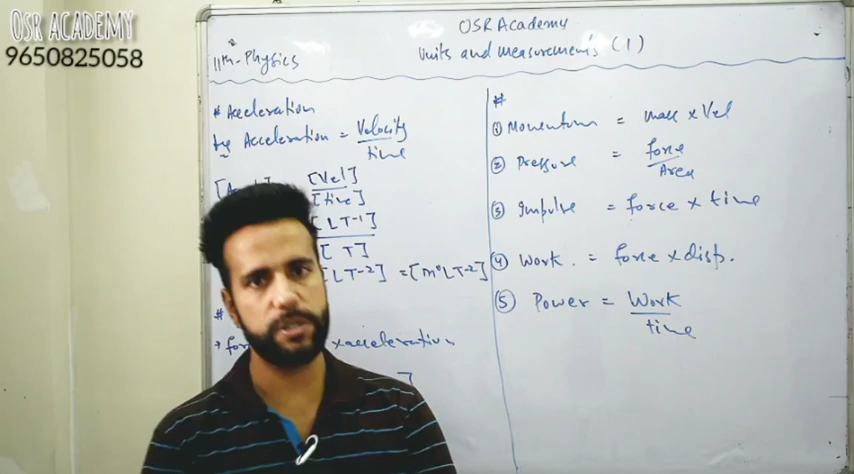 OSR ACADEMY
9650825058
OSR Academy
Units and measurements (1)
11th-Physics
# Acceleration
Acceleration = Velocity
time
[Vel]
[time]
[LT-1]
[T]
[LT-2] = [M⁰LT-2]
#
x acceleration
]
#
① Momentum = mass x Vel
② Pressure = force
Area
③ Impulse = force x time
④ Work. = force x disp.
⑤ Power = Work
time